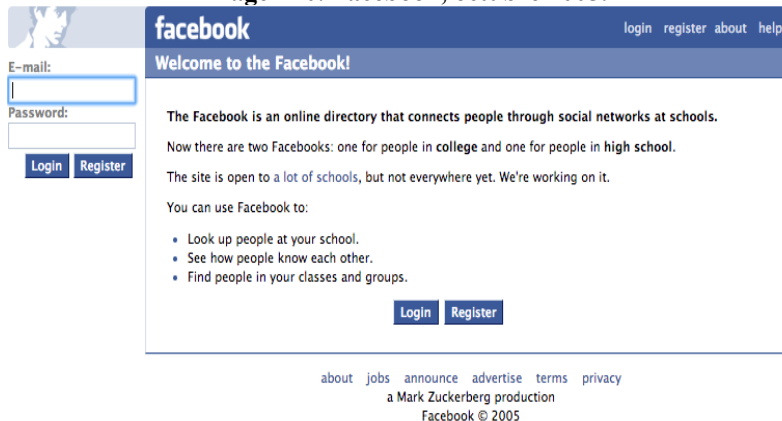 facebook
login register about help
E-mail:
Password:
Login Register
Welcome to the Facebook!
The Facebook is an online directory that connects people through social networks at schools.
Now there are two Facebooks: one for people in college and one for people in high school.
The site is open to a lot of schools, but not everywhere yet. We're working on it.
You can use Facebook to:
• Look up people at your school.
• See how people know each other.
• Find people in your classes and groups.
Login Register
about jobs announce advertise terms privacy
a Mark Zuckerberg production
Facebook © 2005